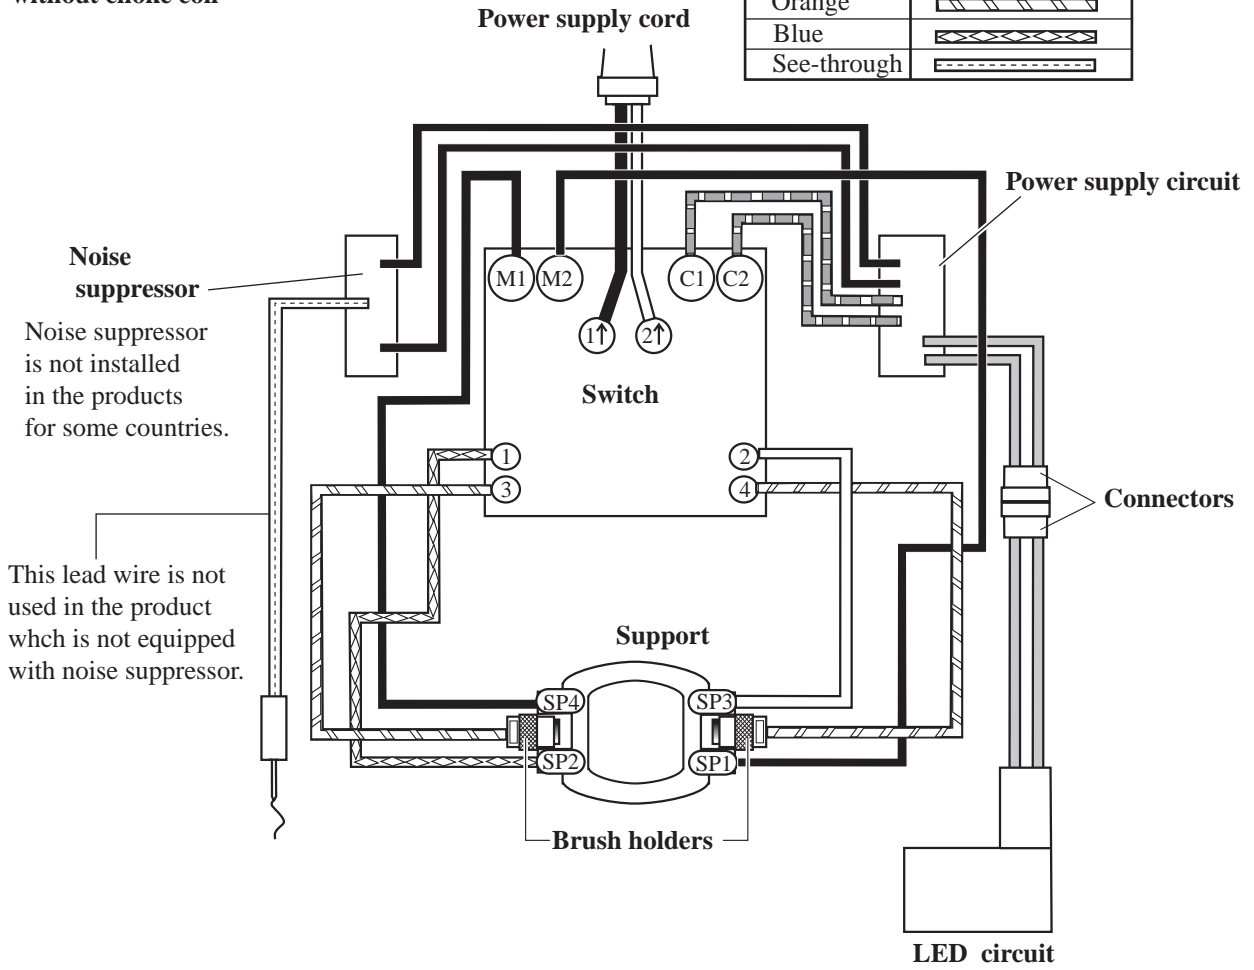 without choke coil
Power supply cord
Orange
Blue
See-through
Power supply circuit
Noise
suppressor
M1 M2 C1 C2
Noise suppressor
is not installed
in the products
for some countries.
1↑ 2↑
Switch
1 2
3 4
Connectors
This lead wire is not
used in the product
whch is not equipped
with noise suppressor.
Support
SP4 SP3
SP2 SP1
Brush holders
LED circuit